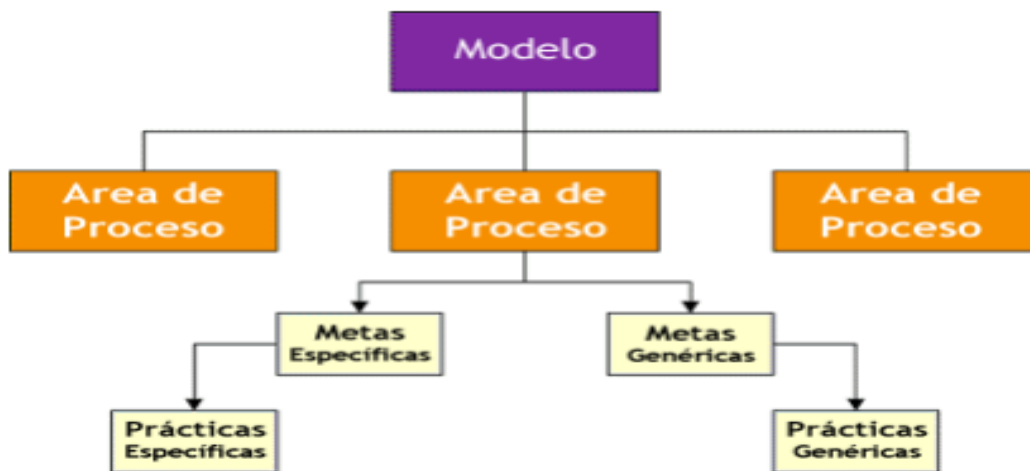 Modelo
Area de
Proceso
Area de
Proceso
Area de
Proceso
Metas
Específicas
Metas
Genéricas
Prácticas
Específicas
Prácticas
Genéricas